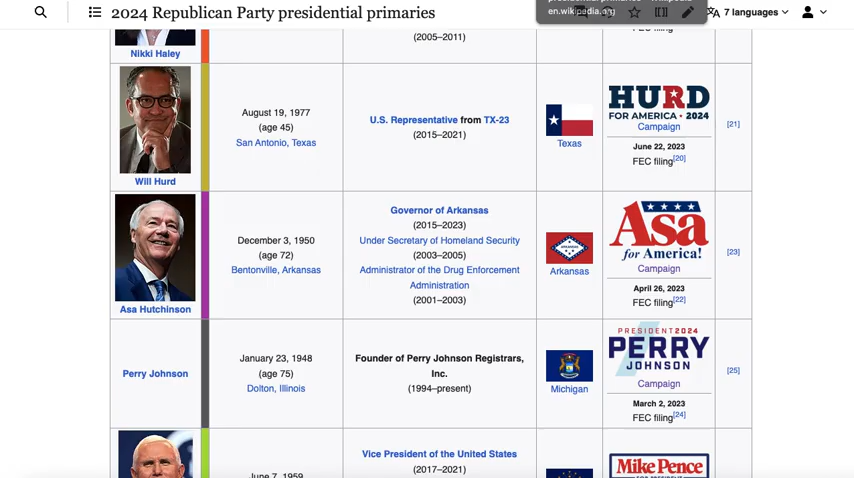 2024 Republican Party presidential primaries
en.wikipedia.org
7 languages
Nikki Haley
(2005–2011)
August 19, 1977
(age 45)
San Antonio, Texas
U.S. Representative from TX-23
(2015–2021)
Texas
HURD
FOR AMERICA • 2024
Campaign
June 22, 2023
FEC filing[20]
[21]
Will Hurd
December 3, 1950
(age 72)
Bentonville, Arkansas
Governor of Arkansas
(2015–2023)
Under Secretary of Homeland Security
(2003–2005)
Administrator of the Drug Enforcement
Administration
(2001–2003)
Arkansas
Asa
for America!
Campaign
April 26, 2023
FEC filing[22]
[23]
Asa Hutchinson
Perry Johnson
January 23, 1948
(age 75)
Dolton, Illinois
Founder of Perry Johnson Registrars,
Inc.
(1994–present)
Michigan
PRESIDENT 2024
PERRY
JOHNSON
Campaign
March 2, 2023
FEC filing[24]
[25]
June 7, 1959
Vice President of the United States
(2017–2021)
Mike Pence